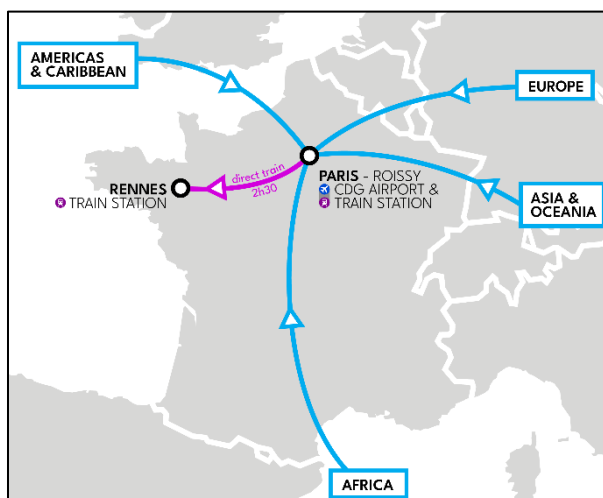 AMERICAS
& CARIBBEAN
EUROPE
direct train
2h30
PARIS - ROISSY
CDG AIRPORT &
TRAIN STATION
RENNES
TRAIN STATION
ASIA &
OCEANIA
AFRICA